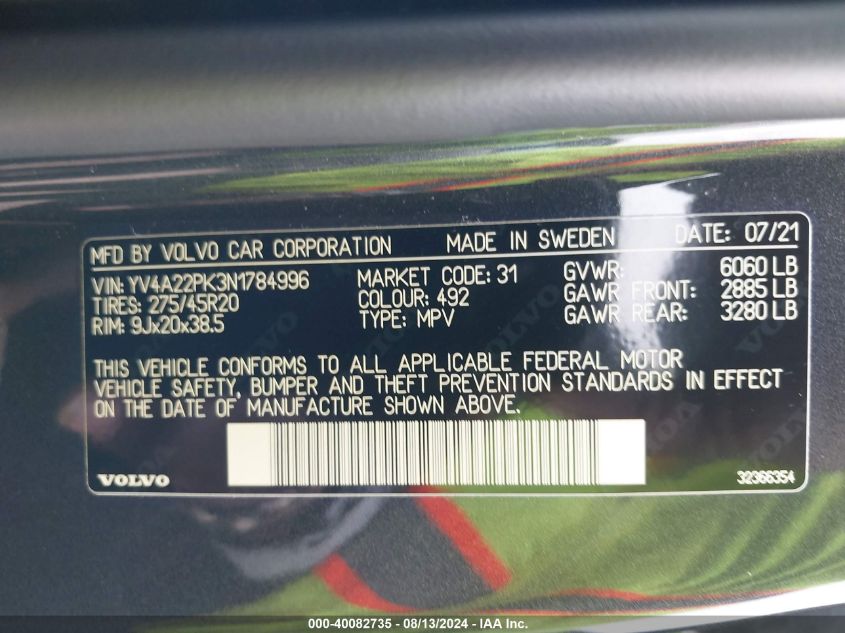 MFD BY VOLVO CAR CORPORATION MADE IN SWEDEN DATE: 07/21
VIN: YV4A22PK3N1784996 MARKET CODE: 31 GVWR: 6060 LB
TIRES: 275/45R20 COLOUR: 492 GAWR FRONT: 2885 LB
RIM: 9Jx20x38.5 TYPE: MPV GAWR REAR: 3280 LB
THIS VEHICLE CONFORMS TO ALL APPLICABLE FEDERAL MOTOR
VEHICLE SAFETY, BUMPER AND THEFT PREVENTION STANDARDS IN EFFECT
ON THE DATE OF MANUFACTURE SHOWN ABOVE.
VOLVO 32366354
000-40082735 - 08/13/2024 - IAA Inc.